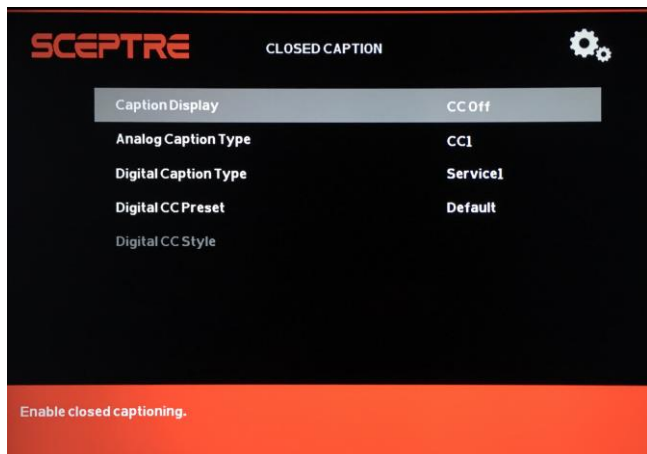 SCEPTRE CLOSED CAPTION
Caption Display CC Off
Analog Caption Type CC1
Digital Caption Type Service1
Digital CC Preset Default
Digital CC Style
Enable closed captioning.